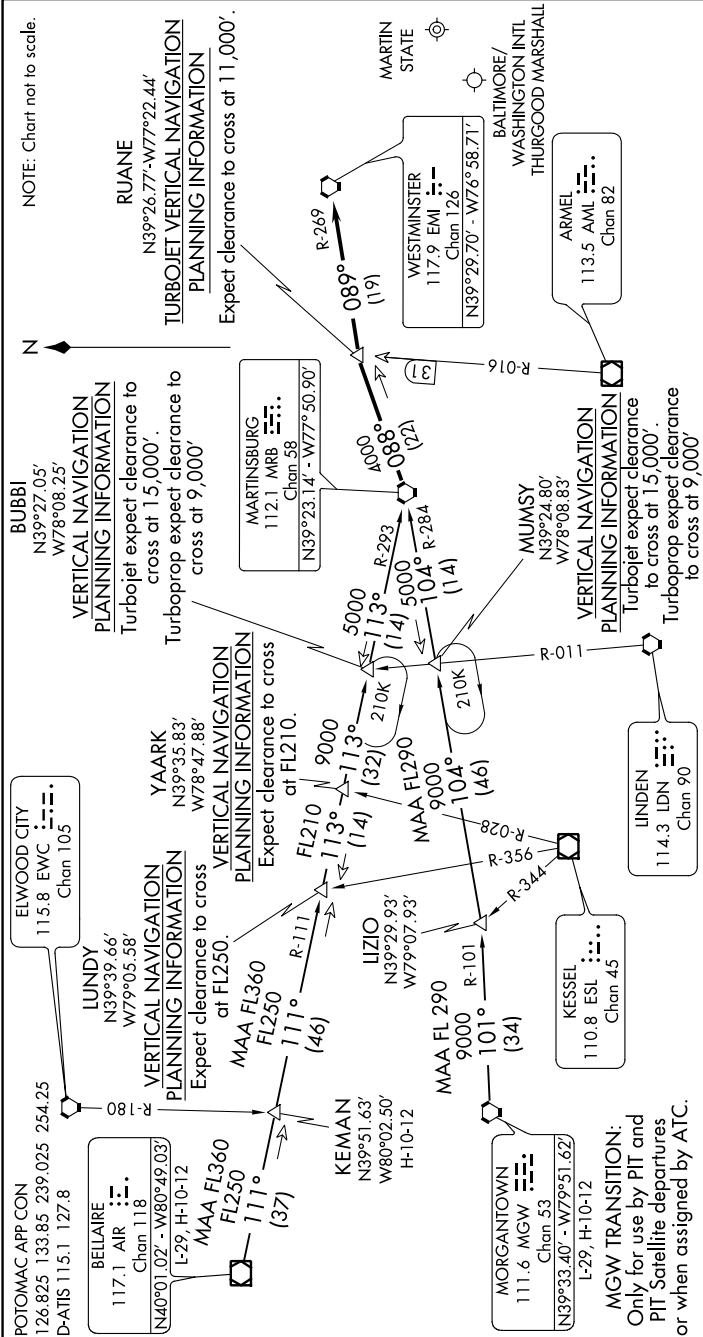 POTOMAC APP CON
126.825 133.85 239.025 254.25
D-ATIS 115.1 127.8
NOTE: Chart not to scale.
ELWOOD CITY
115.8 EWC
Chan 105
BELLAIRE
117.1 AIR
Chan 118
N40°01.02' - W80°49.03'
L-29, H-10-12
R-180
MAA FL360
FL250
111°
(37)
KEMAN
N39°51.63'
W80°02.50'
H-10-12
MAA FL360
FL250
111°
(46)
R-111
LUNDY
N39°39.66'
W79°05.58'
VERTICAL NAVIGATION
PLANNING INFORMATION
Expect clearance to cross
at FL250.
FL210
113°
(14)
YAARK
N39°35.83'
W78°47.88'
VERTICAL NAVIGATION
PLANNING INFORMATION
Expect clearance to cross
at FL210.
9000
113°
(32)
BUBBI
N39°27.05'
W78°08.25'
VERTICAL NAVIGATION
PLANNING INFORMATION
Turbojet expect clearance to
cross at 15,000'.
Turboprop expect clearance to
cross at 9,000'
210K
5000
113°
(14)
R-293
N
MARTINSBURG
112.1 MRB
Chan 58
N39°23.14' - W77°50.90'
4000
088°
(22)
RUANE
N39°26.77'-W77°22.44'
TURBOJET VERTICAL NAVIGATION
PLANNING INFORMATION
Expect clearance to cross at 11,000'.
089°
(19)
R-269
WESTMINSTER
117.9 EMI
Chan 126
N39°29.70' - W76°58.71'
MARTIN
STATE
BALTIMORE/
WASHINGTON INTL
THURGOOD MARSHALL
31
R-016
ARMEL
113.5 AML
Chan 82
MORGANTOWN
111.6 MGW
Chan 53
N39°33.40' - W79°51.62'
L-29, H-10-12
MGW TRANSITION:
Only for use by PIT and
PIT Satellite departures
or when assigned by ATC.
MAA FL 290
9000
101°
(34)
R-101
LIZIO
N39°29.93'
W79°07.93'
R-344
R-356
R-028
KESSEL
110.8 ESL
Chan 45
MAA FL290
9000
104°
(46)
210K
5000
104°
(14)
R-284
MUMSY
N39°24.80'
W78°08.83'
VERTICAL NAVIGATION
PLANNING INFORMATION
Turbojet expect clearance
to cross at 15,000'.
Turboprop expect clearance
to cross at 9,000'
R-011
LINDEN
114.3 LDN
Chan 90